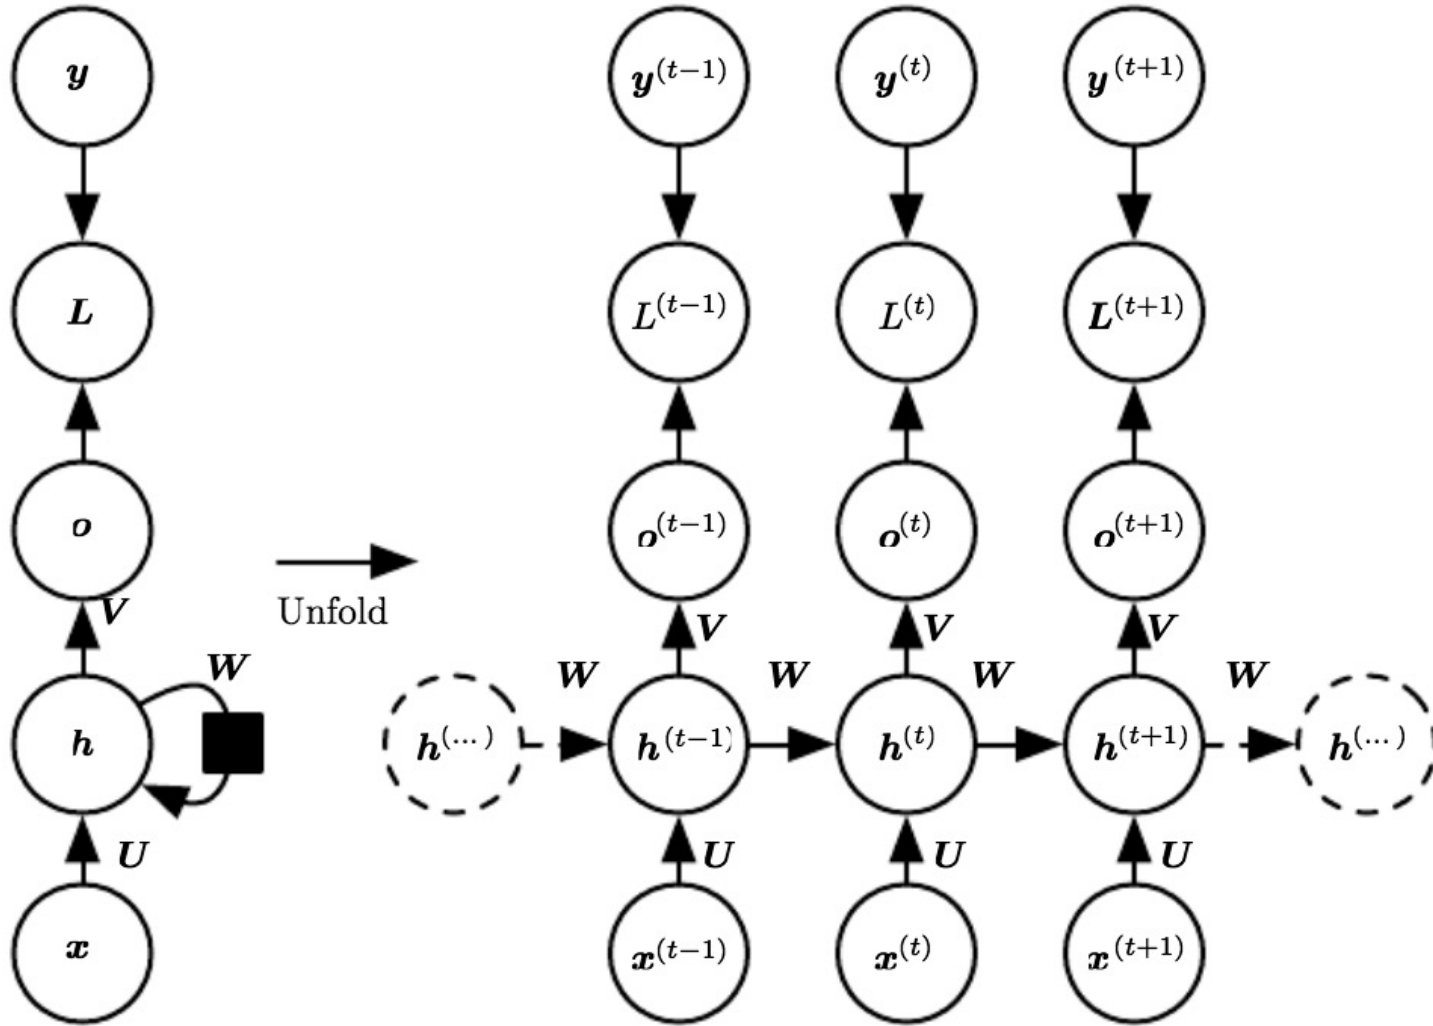 y y^(t−1) y^(t) y^(t+1)
L L^(t−1) L^(t) L^(t+1)
o o^(t−1) o^(t) o^(t+1)
Unfold
V V V V
W W W W W
h h^(...) h^(t−1) h^(t) h^(t+1) h^(...)
U U U U
x x^(t−1) x^(t) x^(t+1)